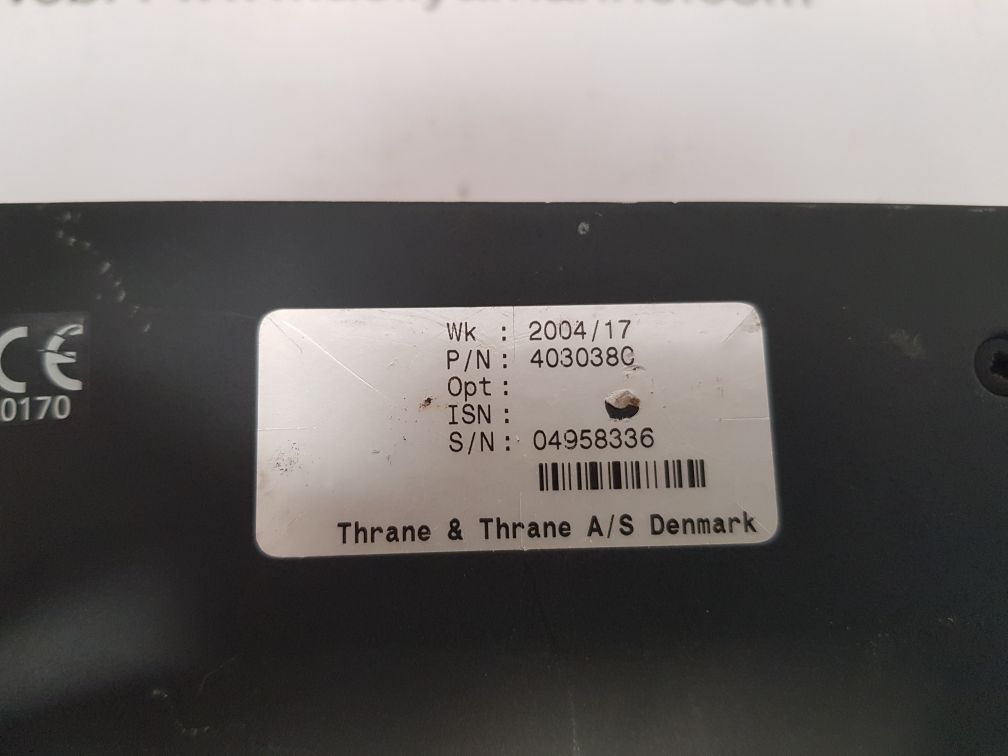 CE
0170
Wk : 2004/17
P/N : 403038C
Opt :
ISN :
S/N : 04958336
Thrane & Thrane A/S Denmark